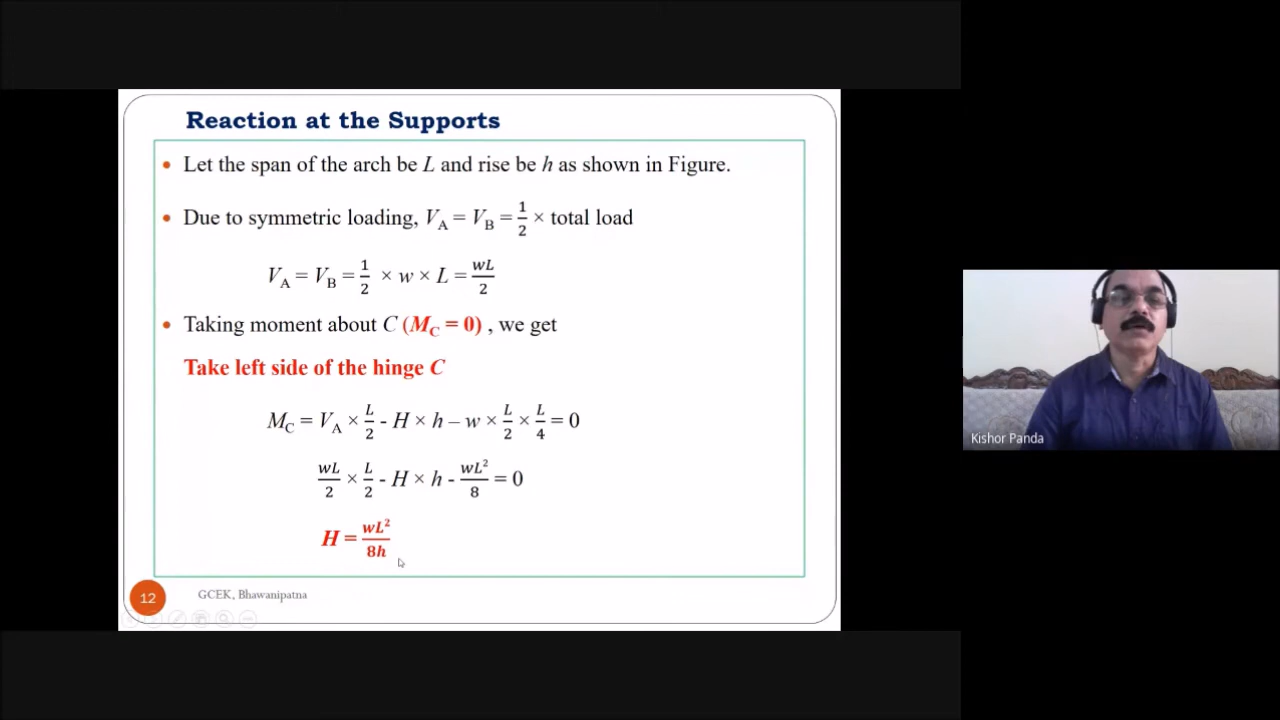 Reaction at the Supports
• Let the span of the arch be L and rise be h as shown in Figure.
• Due to symmetric loading, V_A = V_B = 1/2 × total load
V_A = V_B = 1/2 × w × L = wL/2
• Taking moment about C (M_C = 0) , we get
Take left side of the hinge C
M_C = V_A × L/2 - H × h – w × L/2 × L/4 = 0
wL/2 × L/2 - H × h - wL²/8 = 0
H = wL²/8h
12
GCEK, Bhawanipatna
Kishor Panda